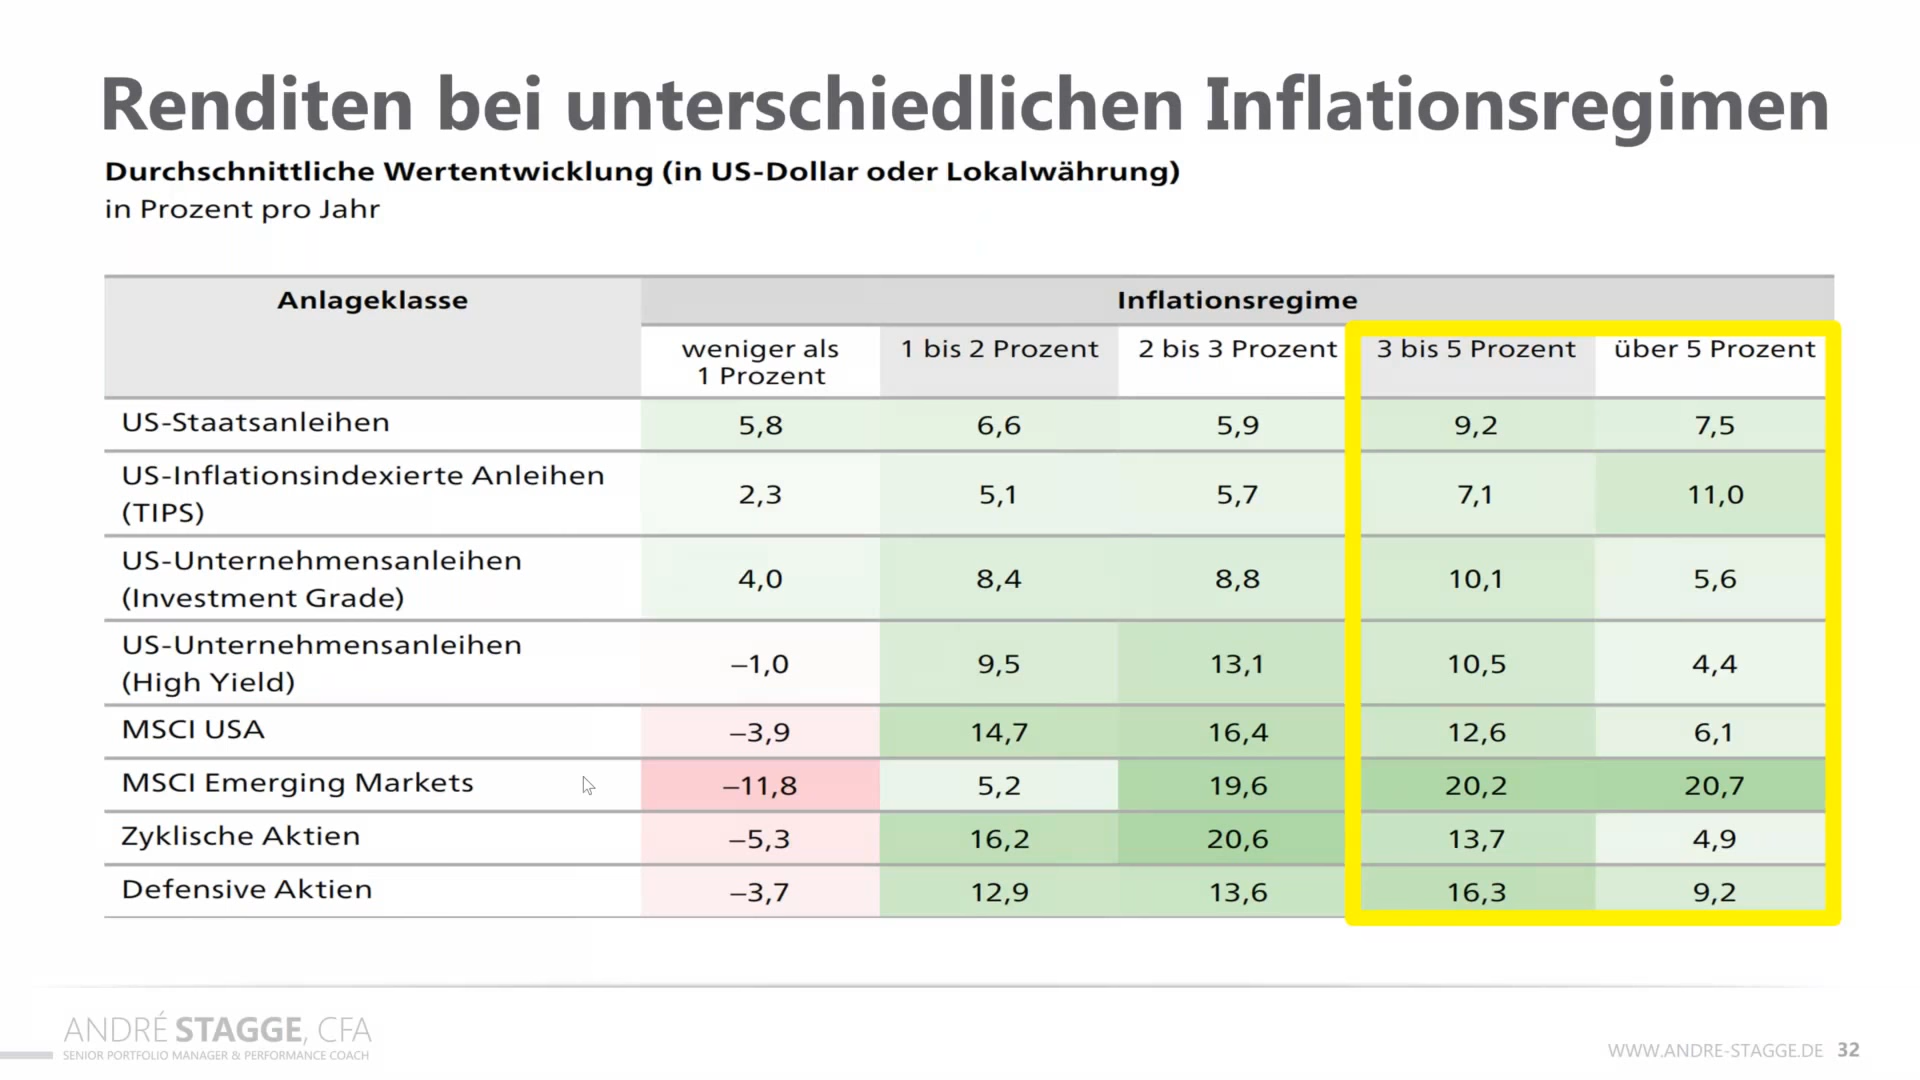 Renditen bei unterschiedlichen Inflationsregimen
Durchschnittliche Wertentwicklung (in US-Dollar oder Lokalwährung)
in Prozent pro Jahr
Anlageklasse Inflationsregime
weniger als 1 bis 2 Prozent 2 bis 3 Prozent 3 bis 5 Prozent über 5 Prozent
1 Prozent
US-Staatsanleihen 5,8 6,6 5,9 9,2 7,5
US-Inflationsindexierte Anleihen
(TIPS) 2,3 5,1 5,7 7,1 11,0
US-Unternehmensanleihen
(Investment Grade) 4,0 8,4 8,8 10,1 5,6
US-Unternehmensanleihen
(High Yield) –1,0 9,5 13,1 10,5 4,4
MSCI USA –3,9 14,7 16,4 12,6 6,1
MSCI Emerging Markets –11,8 5,2 19,6 20,2 20,7
Zyklische Aktien –5,3 16,2 20,6 13,7 4,9
Defensive Aktien –3,7 12,9 13,6 16,3 9,2
ANDRÉ STAGGE, CFA
SENIOR PORTFOLIO MANAGER & PERFORMANCE COACH
WWW.ANDRE-STAGGE.DE 32